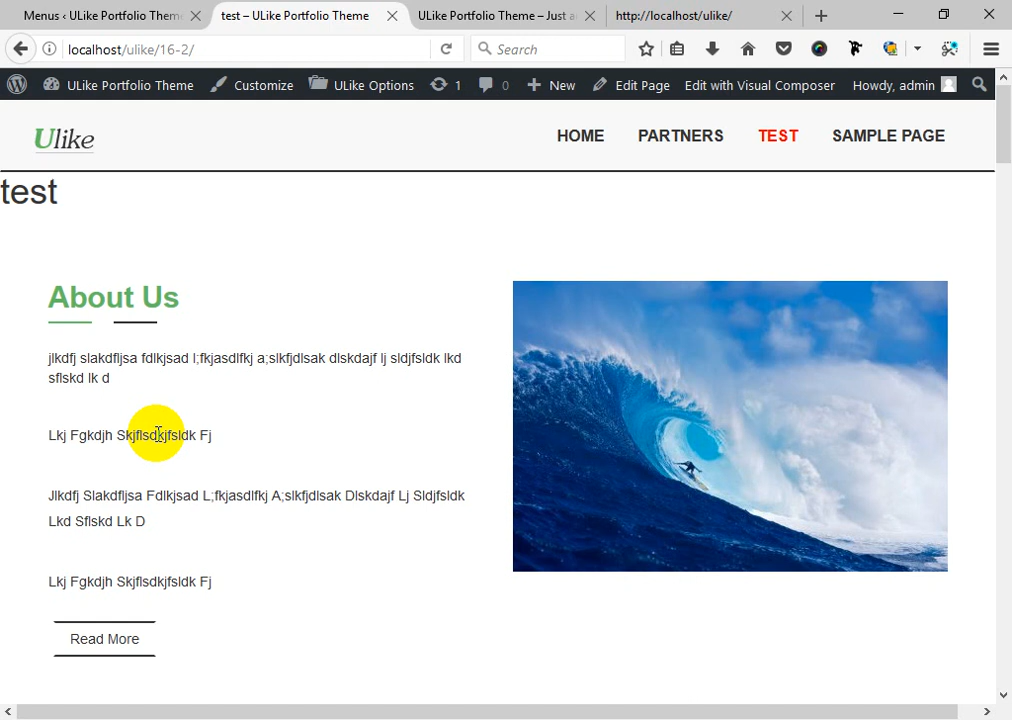 Menus ‹ ULike Portfolio Theme
test – ULike Portfolio Theme
ULike Portfolio Theme – Just a
http://localhost/ulike/
localhost/ulike/16-2/
Search
ULike Portfolio Theme
Customize
ULike Options
1
0
New
Edit Page
Edit with Visual Composer
Howdy, admin
Ulike
HOME
PARTNERS
TEST
SAMPLE PAGE
test
About Us
jlkdfj slakdfljsa fdlkjsad l;fkjasdlfkj a;slkfjdlsak dlskdajf lj sldjfsldk lkd
sflskd lk d
Lkj Fgkdjh Skjflsdkjfsldk Fj
Jlkdfj Slakdfljsa Fdlkjsad L;fkjasdlfkj A;slkfjdlsak Dlskdajf Lj Sldjfsldk
Lkd Sflskd Lk D
Lkj Fgkdjh Skjflsdkjfsldk Fj
Read More